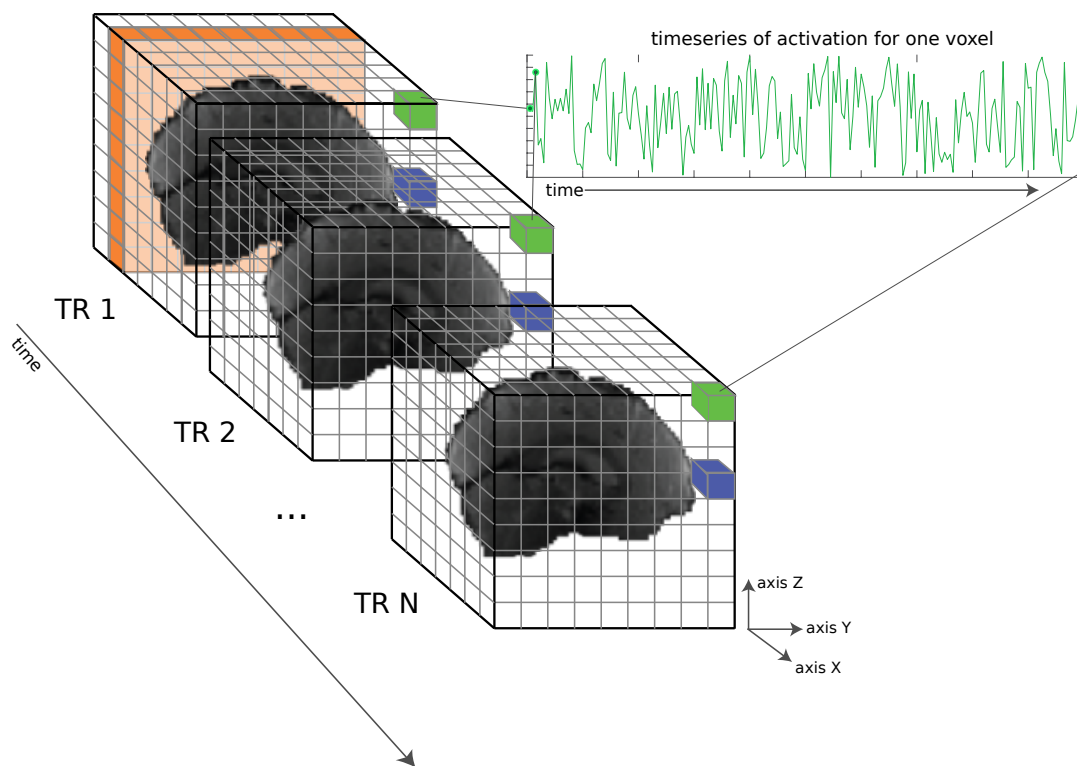 timeseries of activation for one voxel
time
TR 1
time
TR 2
...
TR N
axis Z
axis Y
axis X